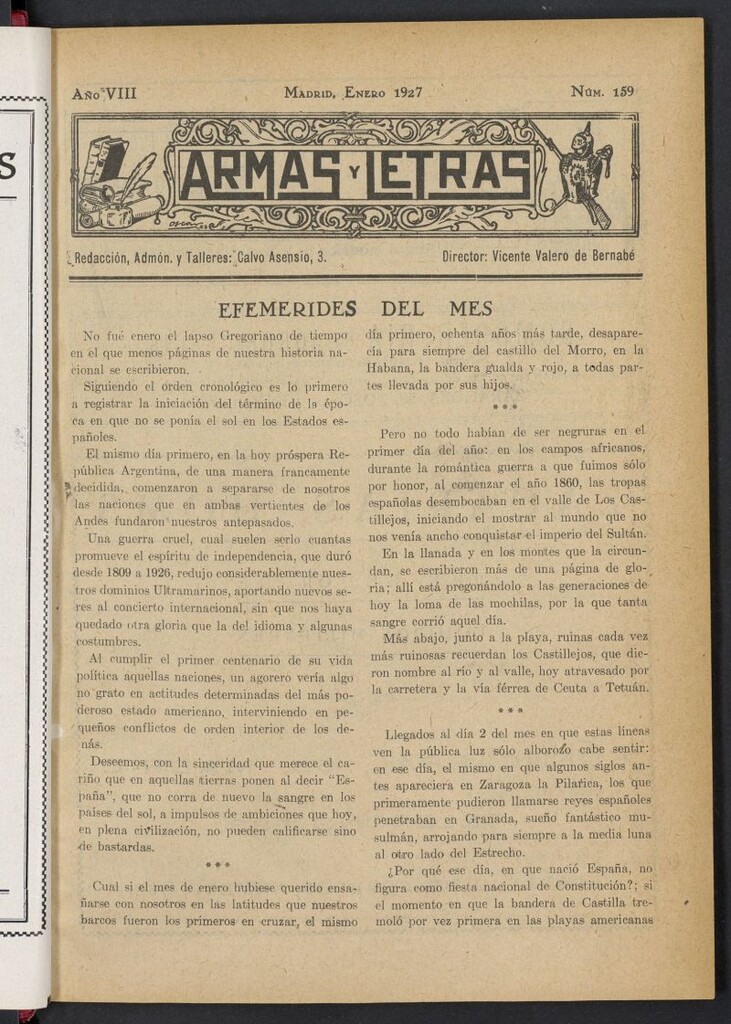 S
AÑO VIII
MADRID, ENERO 1927
NÚM. 159
ARMAS Y LETRAS
Redacción, Admón. y Talleres: Calvo Asensio, 3.
Director: Vicente Valero de Bernabé
EFEMERIDES DEL MES
No fué enero el lapso Gregoriano de tiempo
en el que menos páginas de nuestra historia na-
cional se escribieron.
Siguiendo el orden cronológico es lo primero
a registrar la iniciación del término de la épo-
ca en que no se ponía el sol en los Estados es-
pañoles.
El mismo día primero, en la hoy próspera Re-
pública Argentina, de una manera francamente
decidida, comenzaron a separarse de nosotros
las naciones que en ambas vertientes de los
Andes fundaron nuestros antepasados.
Una guerra cruel, cual suelen serlo cuantas
promueve el espíritu de independencia, que duró
desde 1809 a 1926, redujo considerablemente nues-
tros dominios Ultramarinos, aportando nuevos se-
res al concierto internacional, sin que nos haya
quedado otra gloria que la del idioma y algunas
costumbres.
Al cumplir el primer centenario de su vida
política aquellas naciones, un agorero vería algo
no grato en actitudes determinadas del más po-
deroso estado americano, interviniendo en pe-
queños conflictos de orden interior de los de-
más.
Deseemos, con la sinceridad que merece el ca-
riño que en aquellas tierras ponen al decir "Es-
paña", que no corra de nuevo la sangre en los
países del sol, a impulsos de ambiciones que hoy,
en plena civilización, no pueden calificarse sino
de bastardas.
* * *
Cual si el mes de enero hubiese querido ensa-
ñarse con nosotros en las latitudes que nuestros
barcos fueron los primeros en cruzar, el mismo
día primero, ochenta años más tarde, desapare-
cía para siempre del castillo del Morro, en la
Habana, la bandera gualda y rojo, a todas par-
tes llevada por sus hijos.
* * *
Pero no todo habían de ser negruras en el
primer día del año: en los campos africanos,
durante la romántica guerra a que fuimos sólo
por honor, al comenzar el año 1860, las tropas
españolas desembocaban en el valle de Los Cas-
tillejos, iniciando el mostrar al mundo que no
nos venía ancho conquistar el imperio del Sultán.
En la llanada y en los montes que la circun-
dan, se escribieron más de una página de glo-
ria; allí está pregonándolo a las generaciones de
hoy la loma de las mochilas, por la que tanta
sangre corrió aquel día.
Más abajo, junto a la playa, ruinas cada vez
más ruinosas recuerdan los Castillejos, que die-
ron nombre al río y al valle, hoy atravesado por
la carretera y la vía férrea de Ceuta a Tetuán.
* * *
Llegados al día 2 del mes en que estas líneas
ven la pública luz sólo alborozo cabe sentir:
en ese día, el mismo en que algunos siglos an-
tes apareciera en Zaragoza la Pilarica, los que
primeramente pudieron llamarse reyes españoles
penetraban en Granada, sueño fantástico mu-
sulmán, arrojando para siempre a la media luna
al otro lado del Estrecho.
¿Por qué ese día, en que nació España, no
figura como fiesta nacional de Constitución?; si
el momento en que la bandera de Castilla tre-
moló por vez primera en las playas americanas